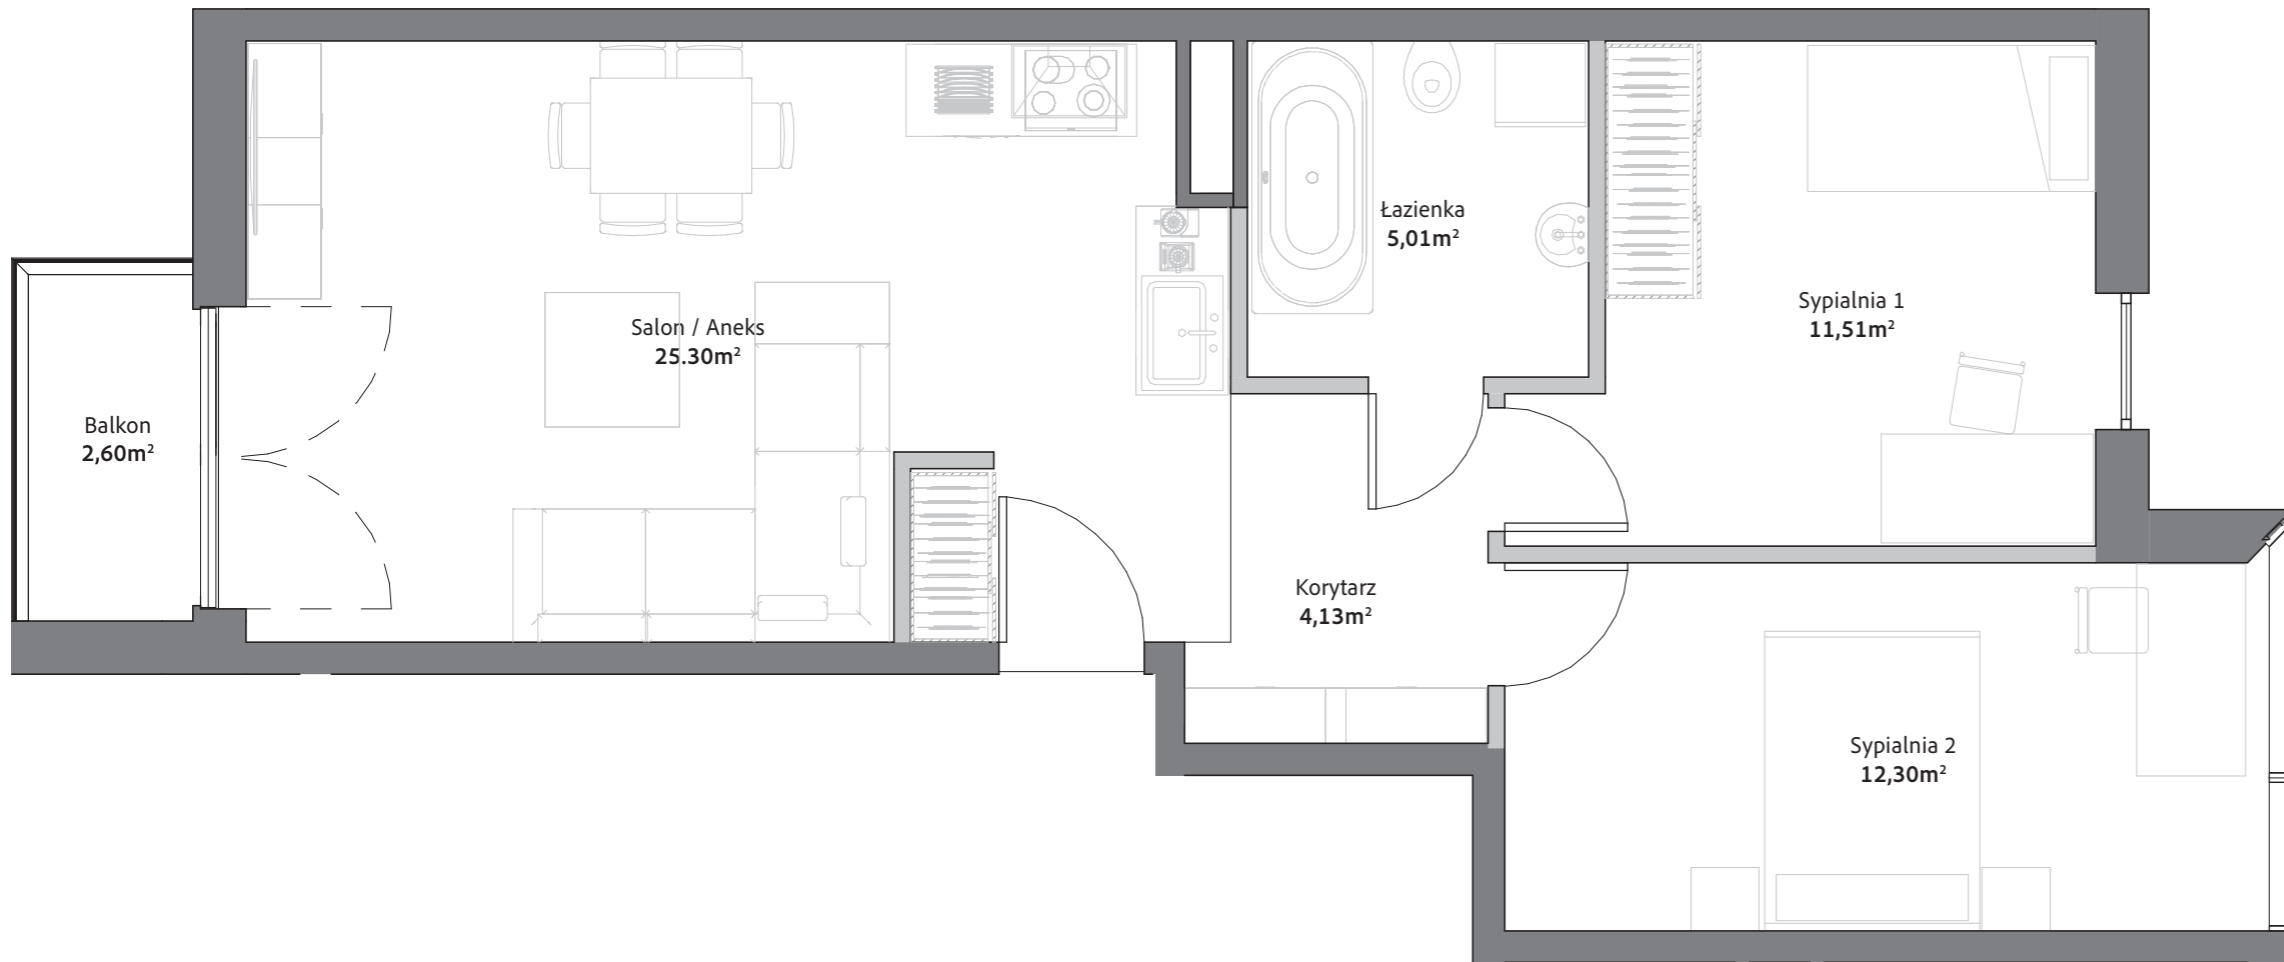 Łazienka
5,01m²
Sypialnia 1
11,51m²
Salon / Aneks
25.30m²
Balkon
2,60m²
Korytarz
4,13m²
Sypialnia 2
12,30m²